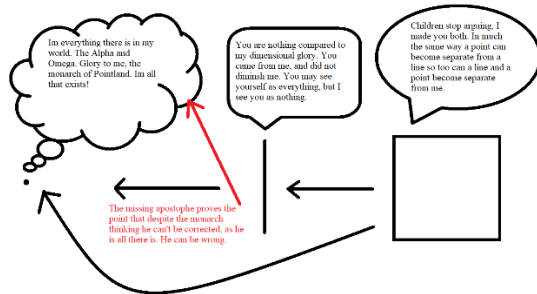 Im everything there is in my
world. The Alpha and
Omega. Glory to me, the
monarch of Pointland. Im all
that exists!
You are nothing compared to
my dimensional glory. You
came from me, and did not
diminsh me. You may see
yourself as everything, but I
see you as nothing.
Children stop arguing, I
made you both. In much
the same way a point can
become separate from a
line so too can a line and a
point become separate
from me.
The missing apostophe proves the
point that despite the monarch
thinking he can't be corrected, as he
is all there is. He can be wrong.